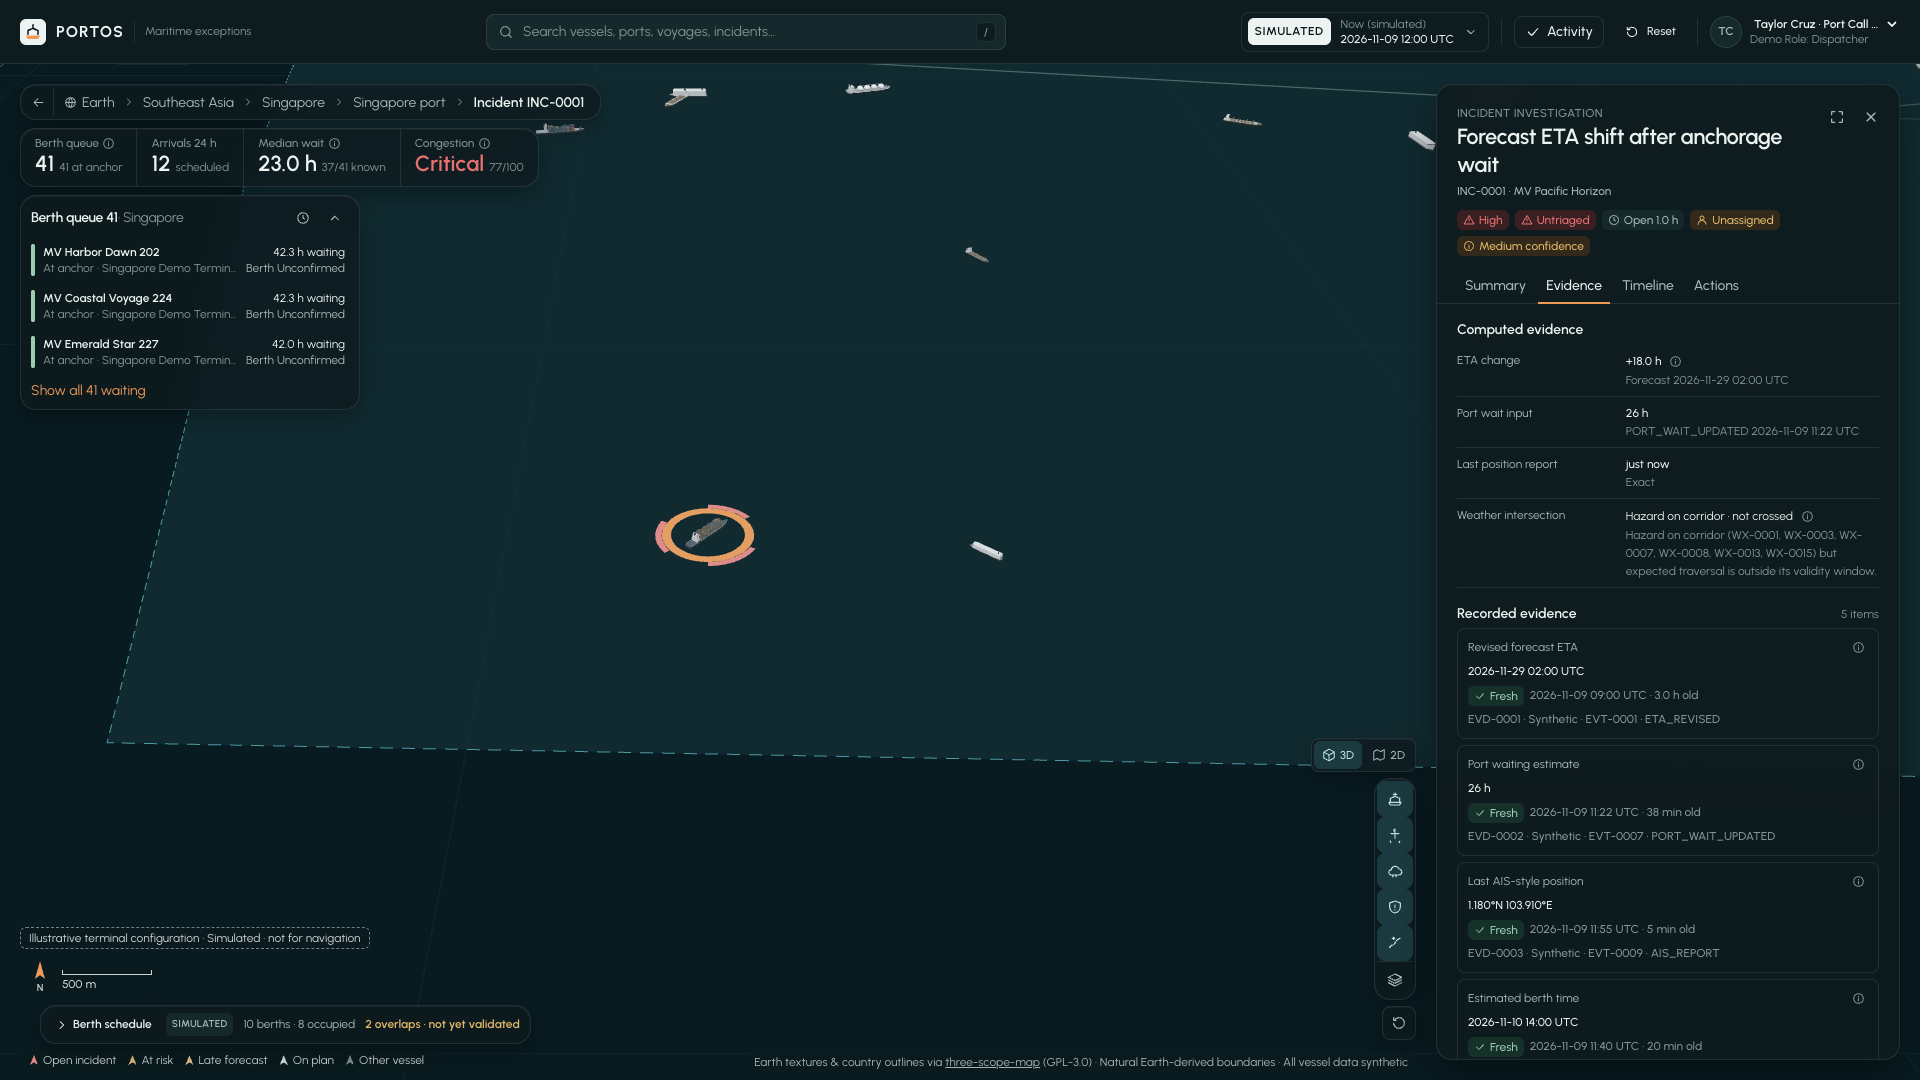 PORTOS
Maritime exceptions
Search vessels, ports, voyages, incidents...
/
SIMULATED
Now (simulated)
2026-11-09 12:00 UTC
Activity
Reset
TC
Taylor Cruz · Port Call ...
Demo Role: Dispatcher
Earth
Southeast Asia
Singapore
Singapore port
Incident INC-0001
Berth queue
41 41 at anchor
Arrivals 24 h
12 scheduled
Median wait
23.0 h 37/41 known
Congestion
Critical 77/100
Berth queue 41 Singapore
MV Harbor Dawn 202
42.3 h waiting
At anchor · Singapore Demo Termin...
Berth Unconfirmed
MV Coastal Voyage 224
42.3 h waiting
At anchor · Singapore Demo Termin...
Berth Unconfirmed
MV Emerald Star 227
42.0 h waiting
At anchor · Singapore Demo Termin...
Berth Unconfirmed
Show all 41 waiting
INCIDENT INVESTIGATION
Forecast ETA shift after anchorage
wait
INC-0001 · MV Pacific Horizon
High
Untriaged
Open 1.0 h
Unassigned
Medium confidence
Summary
Evidence
Timeline
Actions
Computed evidence
ETA change
+18.0 h
Forecast 2026-11-29 02:00 UTC
Port wait input
26 h
PORT_WAIT_UPDATED 2026-11-09 11:22 UTC
Last position report
just now
Exact
Weather intersection
Hazard on corridor · not crossed
Hazard on corridor (WX-0001, WX-0003, WX-
0007, WX-0008, WX-0013, WX-0015) but
expected traversal is outside its validity window.
Recorded evidence
5 items
Revised forecast ETA
2026-11-29 02:00 UTC
Fresh
2026-11-09 09:00 UTC · 3.0 h old
EVD-0001 · Synthetic · EVT-0001 · ETA_REVISED
Port waiting estimate
26 h
Fresh
2026-11-09 11:22 UTC · 38 min old
EVD-0002 · Synthetic · EVT-0007 · PORT_WAIT_UPDATED
Last AIS-style position
1.180°N 103.910°E
Fresh
2026-11-09 11:55 UTC · 5 min old
EVD-0003 · Synthetic · EVT-0009 · AIS_REPORT
Estimated berth time
2026-11-10 14:00 UTC
Fresh
2026-11-09 11:40 UTC · 20 min old
3D
2D
Illustrative terminal configuration · Simulated · not for navigation
N
500 m
Berth schedule
SIMULATED
10 berths · 8 occupied
2 overlaps · not yet validated
Open incident
At risk
Late forecast
On plan
Other vessel
Earth textures & country outlines via three-scope-map (GPL-3.0) · Natural Earth-derived boundaries · All vessel data synthetic